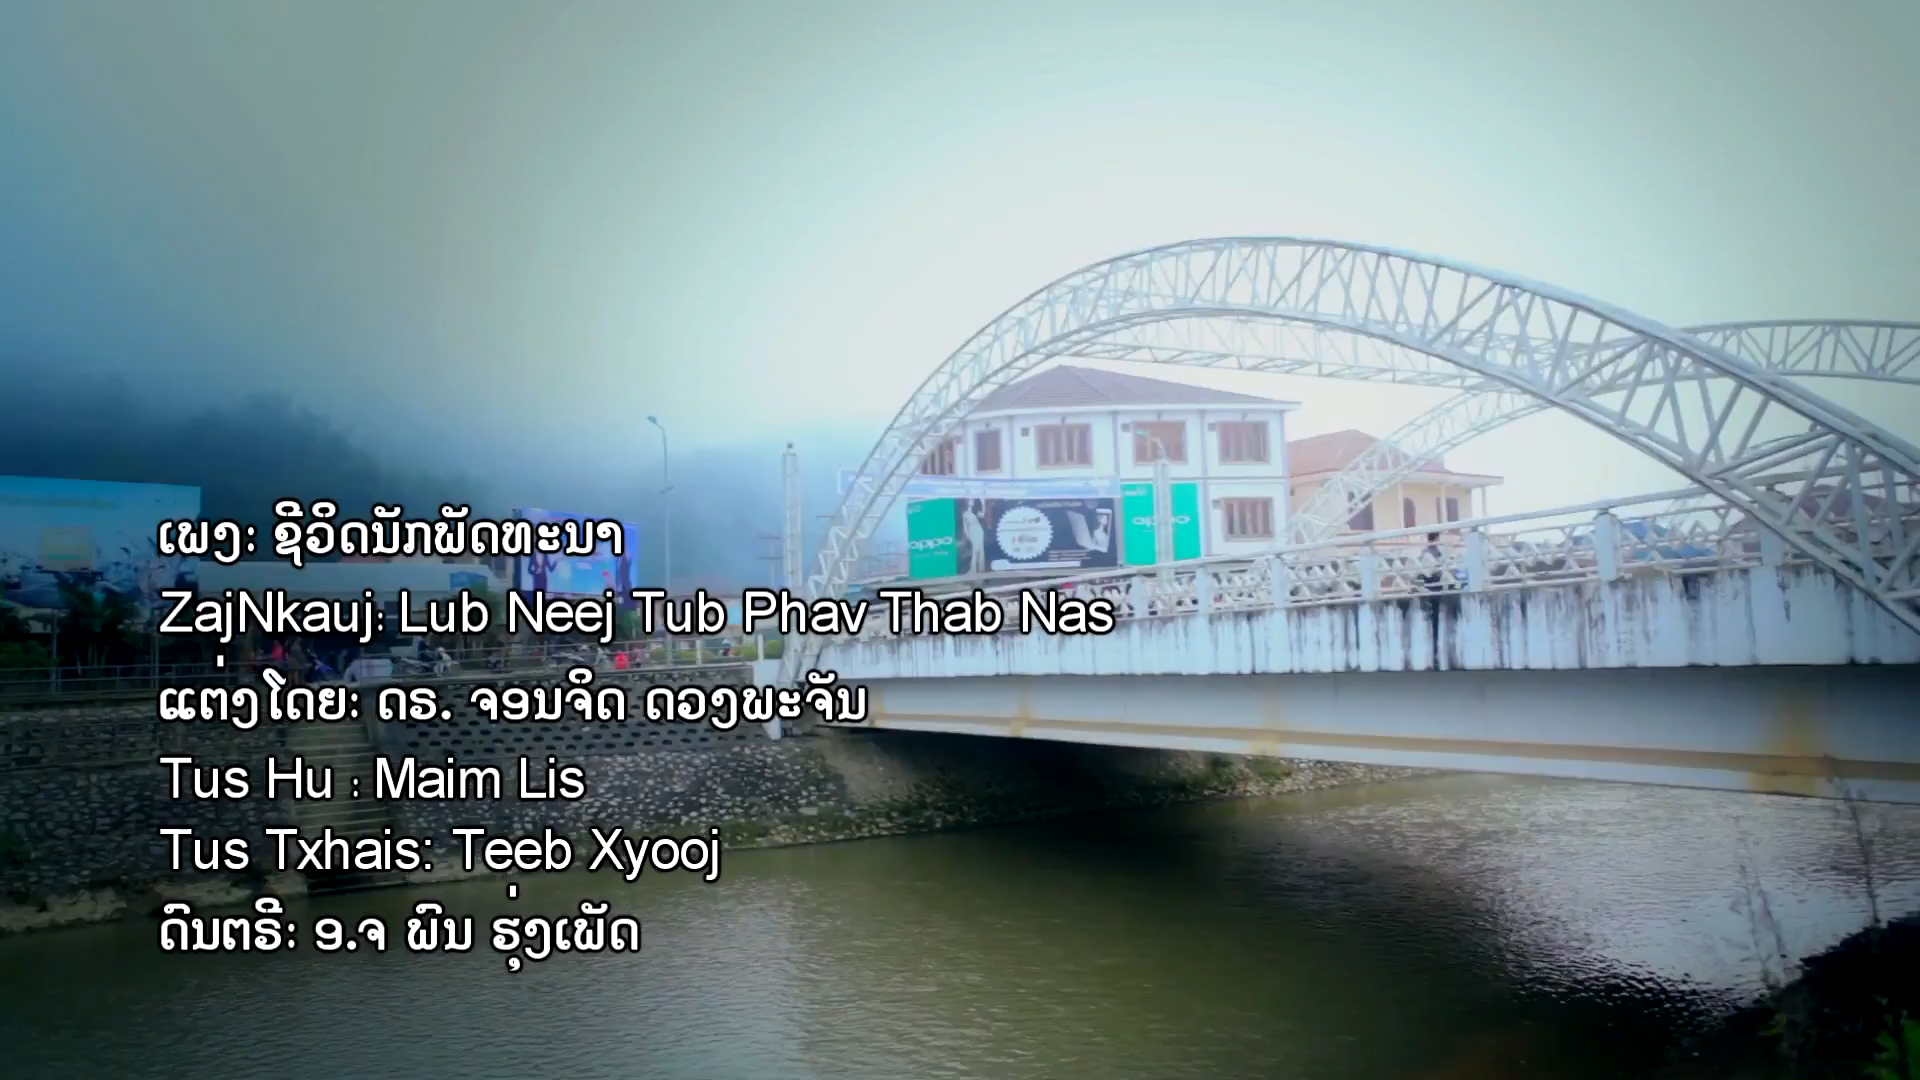 ເພງ: ຊີວິດນັກພັດທະນາ
ZajNkauj: Lub Neej Tub Phav Thab Nas
ແຕ່ງໂດຍ: ດຣ. ຈອນຈິດ ດວງພະຈັນ
Tus Hu : Maim Lis
Tus Txhais: Teeb Xyooj
ດົນຕຣີ: ອ.ຈ ພົນ ຮຸ່ງເພັດ
oppo
oppo